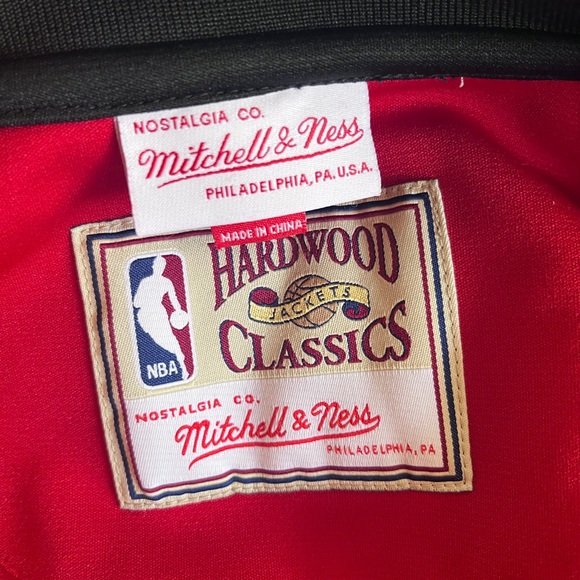 NOSTALGIA CO.
Mitchell & Ness
PHILADELPHIA, PA. U.S.A.
MADE IN CHINA
HARDWOOD
JACKETS
CLASSICS
NBA
NOSTALGIA CO.
Mitchell & Ness
PHILADELPHIA, PA